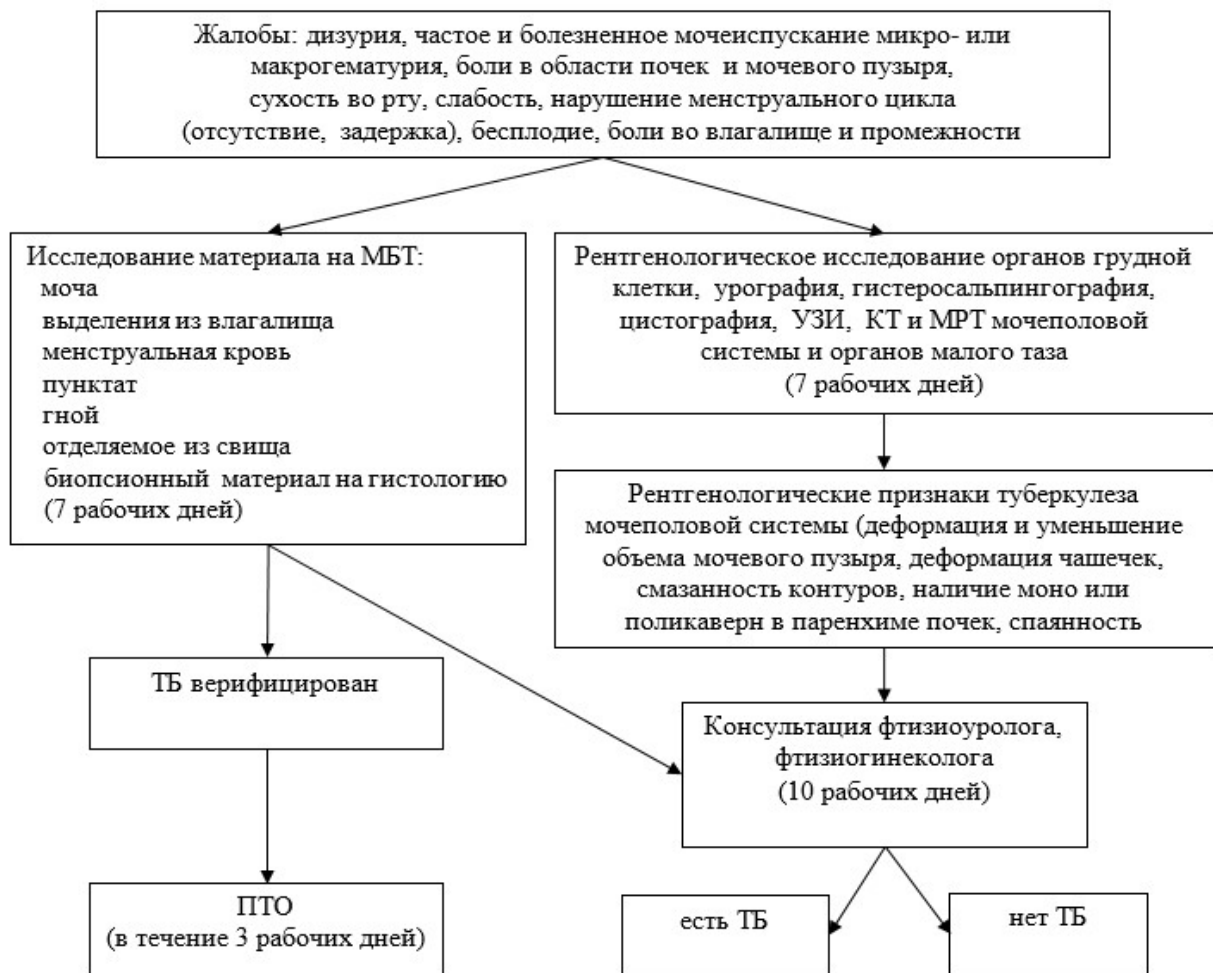 Жалобы: дизурия, частое и болезненное мочеиспускание микро- или
макрогематурия, боли в области почек и мочевого пузыря,
сухость во рту, слабость, нарушение менструального цикла
(отсутствие, задержка), бесплодие, боли во влагалище и промежности
Исследование материала на МБТ:
моча
выделения из влагалища
менструальная кровь
пунктат
гной
отделяемое из свища
биопсионный материал на гистологию
(7 рабочих дней)
Рентгенологическое исследование органов грудной
клетки, урография, гистеросальпингография,
цистография, УЗИ, КТ и МРТ мочеполовой
системы и органов малого таза
(7 рабочих дней)
Рентгенологические признаки туберкулеза
мочеполовой системы (деформация и уменьшение
объема мочевого пузыря, деформация чашечек,
смазанность контуров, наличие моно или
поликаверн в паренхиме почек, спаянность
ТБ верифицирован
Консультация фтизиоуролога,
фтизиогинеколога
(10 рабочих дней)
ПТО
(в течение 3 рабочих дней)
есть ТБ
нет ТБ